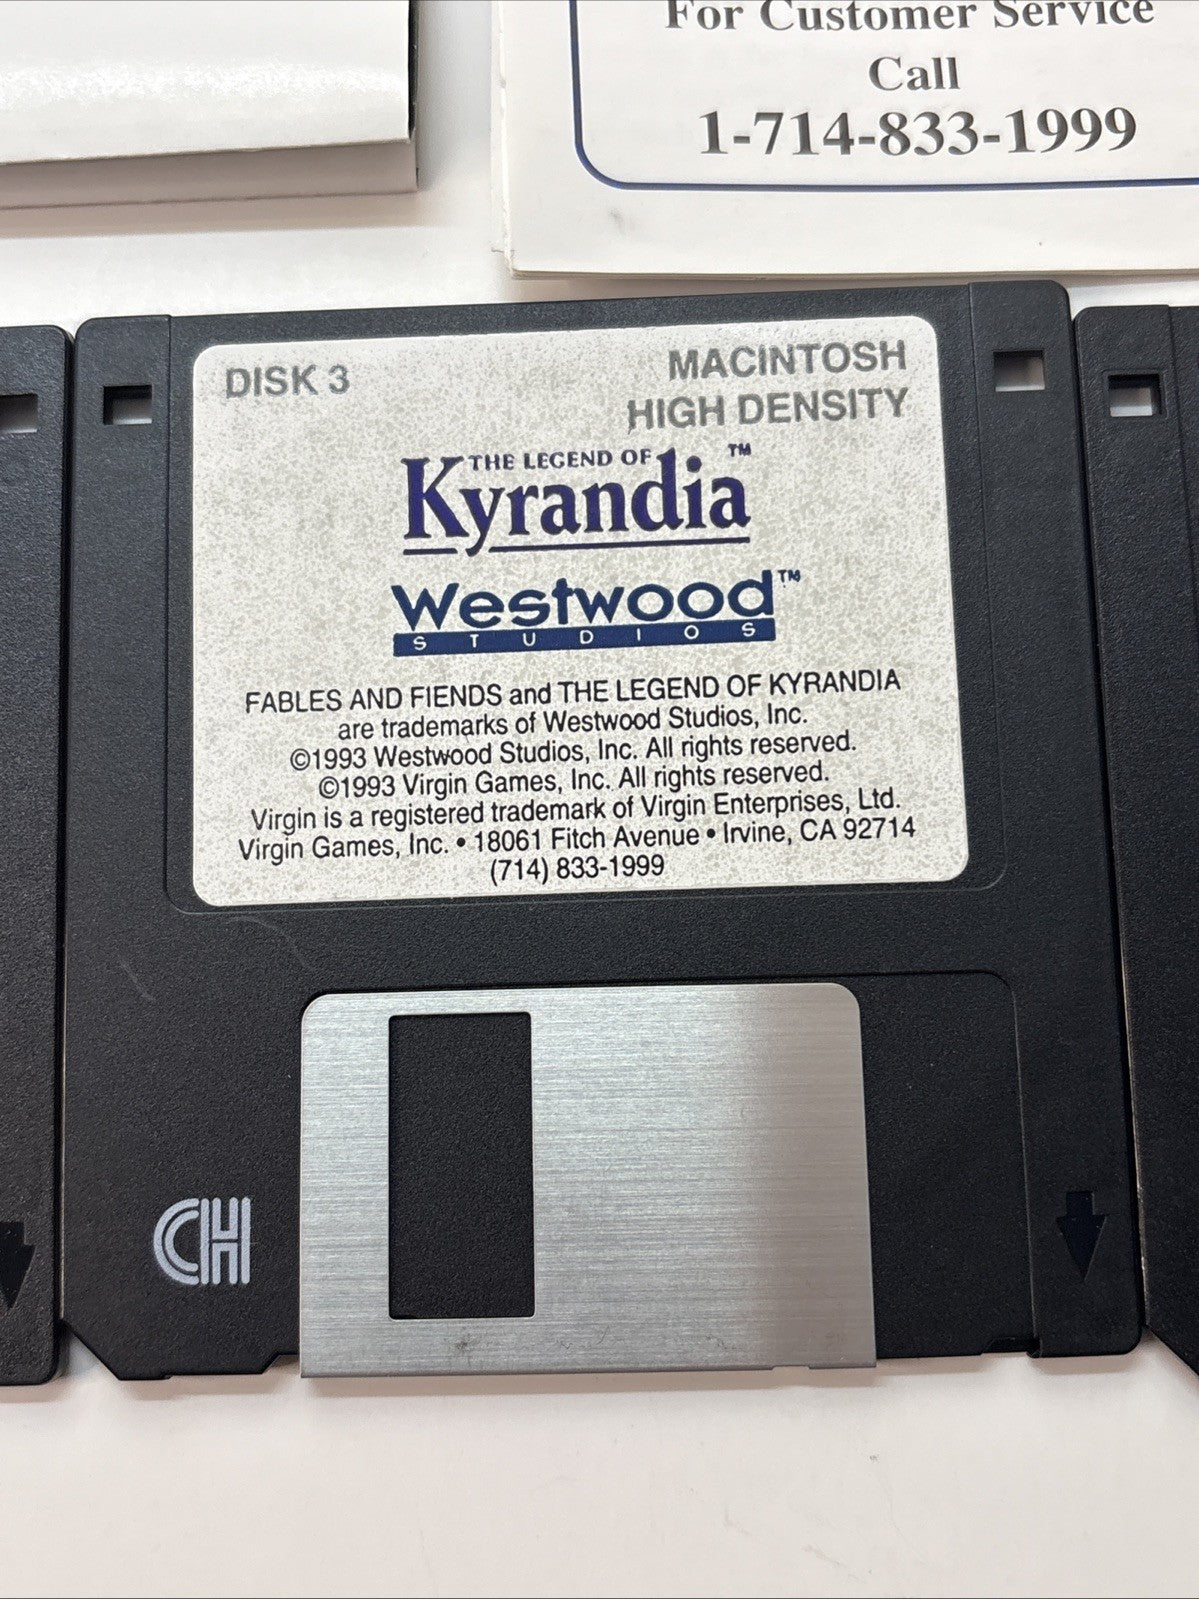 For Customer Service
Call
1-714-833-1999
DISK 3
MACINTOSH
HIGH DENSITY
THE LEGEND OF
Kyrandia™
Westwood™
STUDIOS
FABLES AND FIENDS and THE LEGEND OF KYRANDIA
are trademarks of Westwood Studios, Inc.
©1993 Westwood Studios, Inc. All rights reserved.
©1993 Virgin Games, Inc. All rights reserved.
Virgin is a registered trademark of Virgin Enterprises, Ltd.
Virgin Games, Inc. • 18061 Fitch Avenue • Irvine, CA 92714
(714) 833-1999
CH